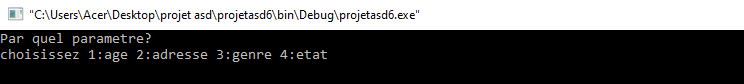 "C:\Users\Acer\Desktop\projet asd\projetasd6\bin\Debug\projetasd6.exe"
Par quel parametre?
choisissez 1:age 2:adresse 3:genre 4:etat